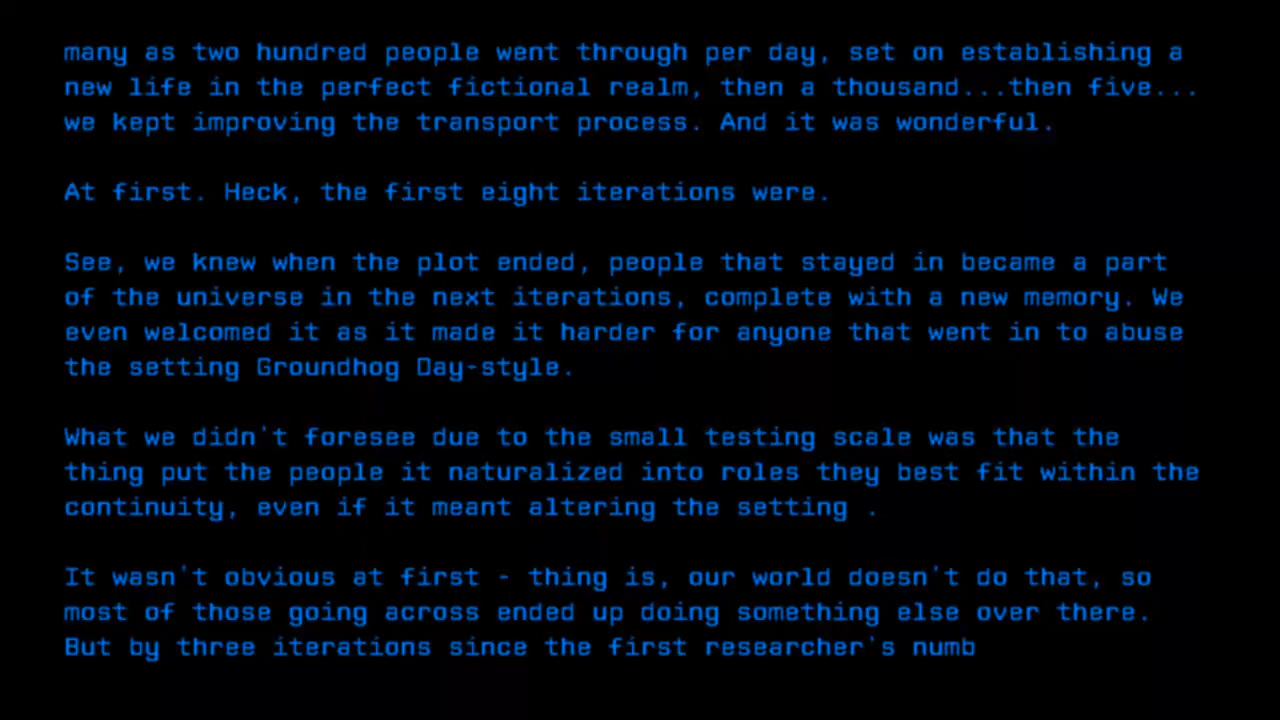 many as two hundred people went through per day, set on establishing a
new life in the perfect fictional realm, then a thousand...then five...
we kept improving the transport process. And it was wonderful.
At first. Heck, the first eight iterations were.
See, we knew when the plot ended, people that stayed in became a part
of the universe in the next iterations, complete with a new memory. We
even welcomed it as it made it harder for anyone that went in to abuse
the setting Groundhog Day-style.
What we didn't foresee due to the small testing scale was that the
thing put the people it naturalized into roles they best fit within the
continuity, even if it meant altering the setting .
It wasn't obvious at first - thing is, our world doesn't do that, so
most of those going across ended up doing something else over there.
But by three iterations since the first researcher's numb